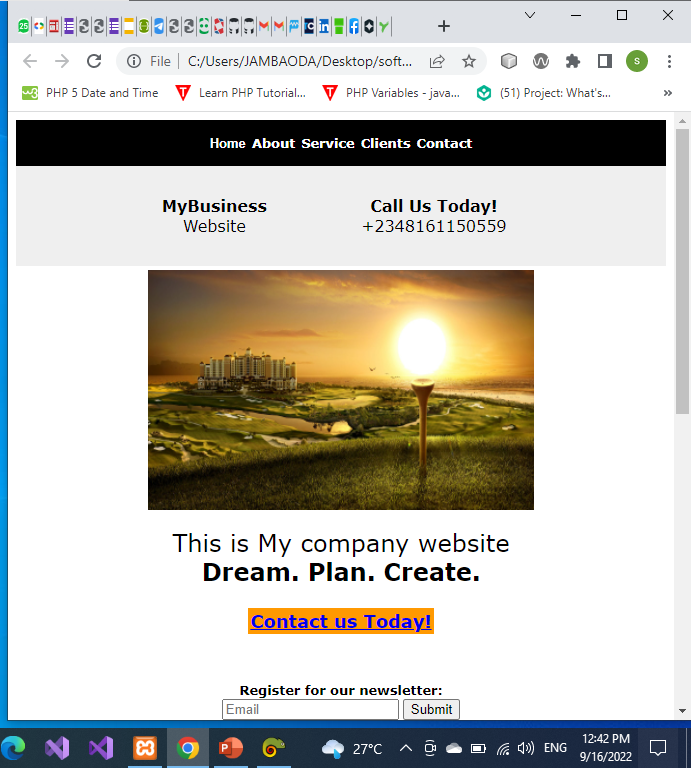 File C:/Users/JAMBAODA/Desktop/soft...
S
PHP 5 Date and Time Learn PHP Tutorial... PHP Variables - java... (51) Project: What's... »
Home About Service Clients Contact
MyBusiness
Website
Call Us Today!
+2348161150559
This is My company website
Dream. Plan. Create.
Contact us Today!
Register for our newsletter:
Email Submit
27°C ENG
12:42 PM
9/16/2022